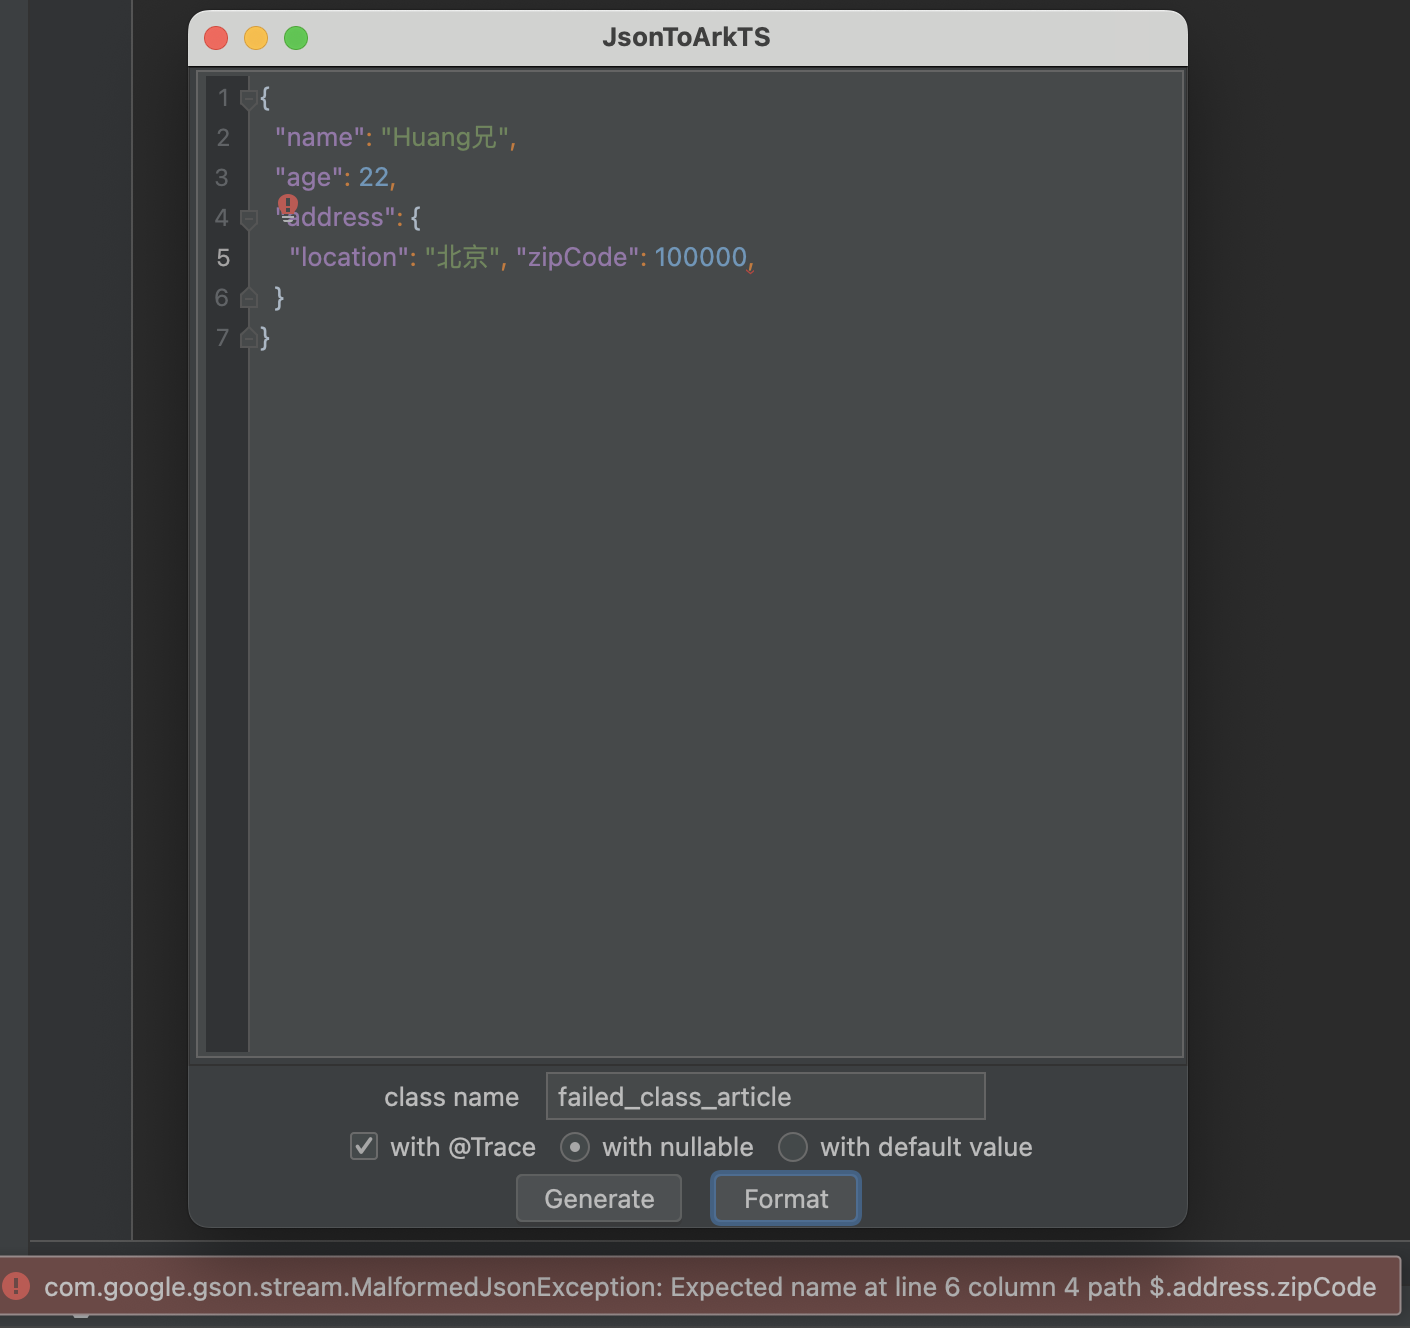 JsonToArkTS
1 {
2 "name": "Huang兄",
3 "age": 22,
4 "address": {
5 "location": "北京", "zipCode": 100000,
6 }
7 }
class name failed_class_article
with @Trace with nullable with default value
Generate Format
com.google.gson.stream.MalformedJsonException: Expected name at line 6 column 4 path $.address.zipCode